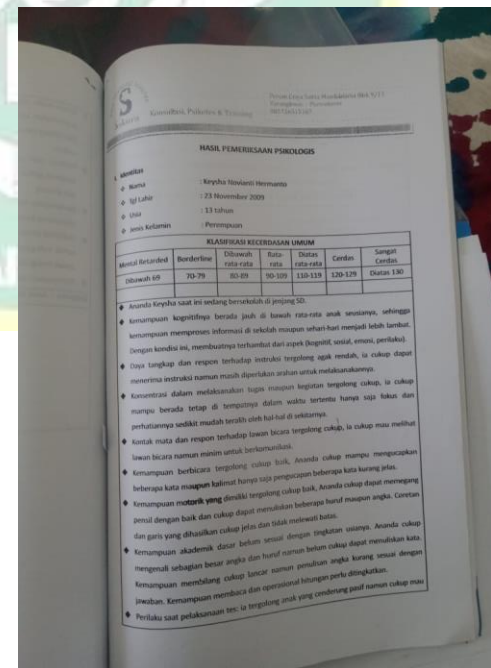 S
Konsultasi, Psikotes & Training
HASIL PEMERIKSAAN PSIKOLOGIS
I. Identitas
Nama : Keysha Novianti Hermanto
Tgl Lahir : 23 November 2009
Usia : 13 tahun
Jenis Kelamin : Perempuan
KLASIFIKASI KECERDASAN UMUM
Mental Retarded Borderline Dibawah rata-rata Rata-rata Diatas rata-rata Cerdas Sangat Cerdas
Dibawah 69 70-79 80-89 90-109 110-119 120-129 Diatas 130
Ananda Keysha saat ini sedang bersekolah di jenjang SD.
Kemampuan kognitifnya berada jauh di bawah rata-rata anak seusianya, sehingga
kemampuan memproses informasi di sekolah maupun sehari-hari menjadi lebih lambat.
Dengan kondisi ini, membuatnya terhambat dari aspek (kognitif, sosial, emosi, perilaku).
Daya tangkap dan respon terhadap instruksi tergolong agak rendah, ia cukup dapat
menerima instruksi namun masih diperlukan arahan untuk melaksanakannya.
Konsentrasi dalam melaksanakan tugas maupun kegiatan tergolong cukup, ia cukup
mampu berada tetap di tempatnya dalam waktu tertentu hanya saja fokus dan
perhatiannya sedikit mudah teralih oleh hal-hal di sekitarnya.
Kontak mata dan respon terhadap lawan bicara tergolong cukup, ia cukup mau melihat
lawan bicara namun minim untuk berkomunikasi.
Kemampuan berbicara tergolong cukup baik, Ananda cukup mampu mengucapkan
beberapa kata maupun kalimat hanya saja pengucapan beberapa kata kurang jelas.
Kemampuan motorik yang dimiliki tergolong cukup baik, Ananda cukup dapat memegang
pensil dengan baik dan cukup dapat menuliskan beberapa huruf maupun angka. Coretan
dan garis yang dihasilkan cukup jelas dan tidak melewati batas.
Kemampuan akademik dasar belum sesuai dengan tingkatan usianya. Ananda cukup
mengenali sebagian besar angka dan huruf namun belum cukup dapat menuliskan kata.
Kemampuan membilang cukup lancar namun penulisan angka kurang sesuai dengan
jawaban. Kemampuan membaca dan operasional hitungan perlu ditingkatkan.
Perilaku saat pelaksanaan tes: ia tergolong anak yang cenderung pasif namun cukup mau